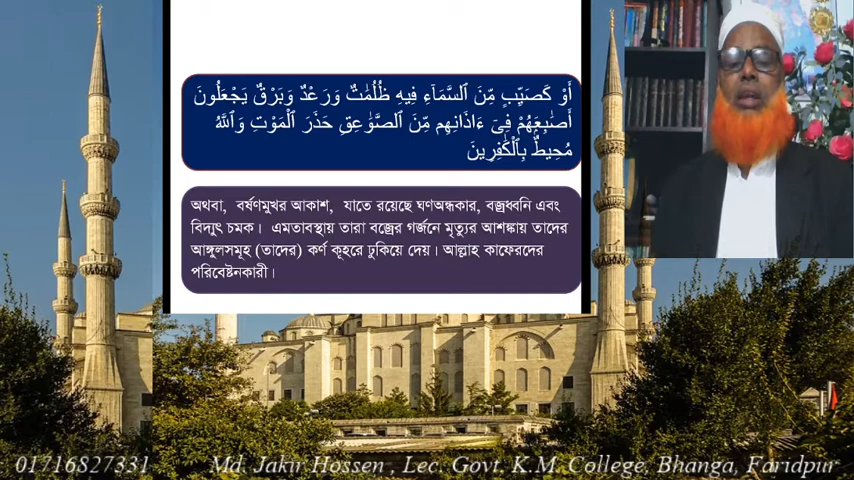 أَوْ كَصَيِّبٍ مِّنَ ٱلسَّمَآءِ فِيهِ ظُلُمَٰتٌ وَرَعْدٌ وَبَرْقٌ يَجْعَلُونَ
أَصَٰبِعَهُمْ فِىٓ ءَاذَانِهِم مِّنَ ٱلصَّوَٰعِقِ حَذَرَ ٱلْمَوْتِ وَٱللَّهُ
مُحِيطٌۢ بِٱلْكَٰفِرِينَ
অথবা, বর্ষণমুখর আকাশ, যাতে রয়েছে ঘণঅন্ধকার, বজ্রধ্বনি এবং
বিদ্যুৎ চমক। এমতাবস্থায় তারা বজ্রের গর্জনে মৃত্যুর আশঙ্কায় তাদের
আঙ্গুলসমূহ (তাদের) কর্ণ কূহরে ঢুকিয়ে দেয়। আল্লাহ কাফেরদের
পরিবেষ্টনকারী।
01716827331 Md. Jakir Hossen , Lec. Govt. K.M. College, Bhanga, Faridpur